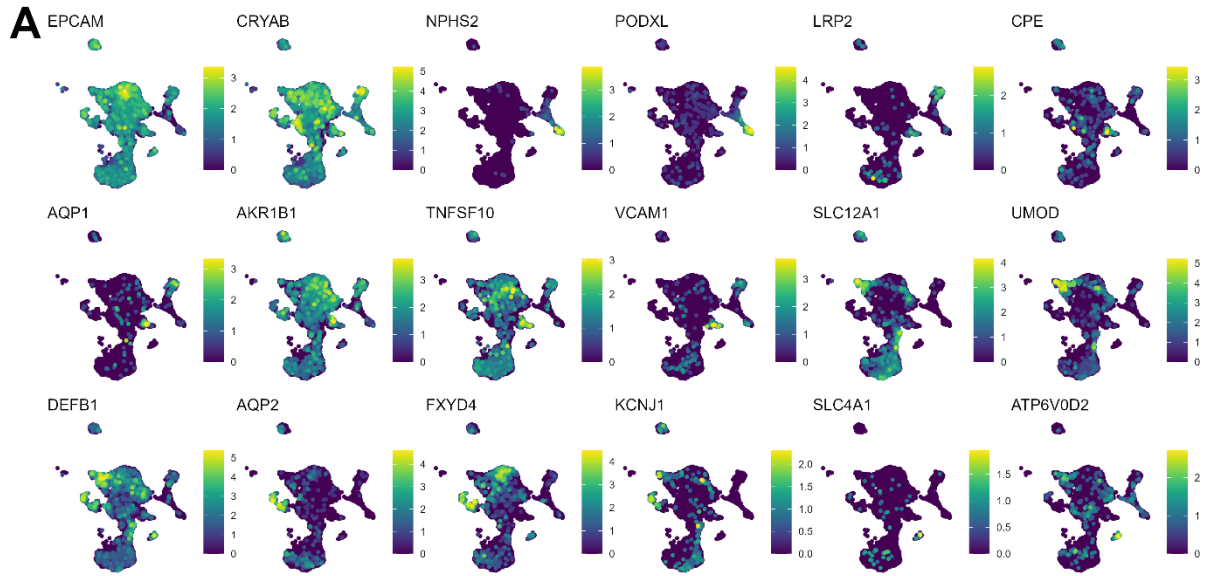 A
EPCAM CRYAB NPHS2 PODXL LRP2 CPE
3 2 1 0
5 4 3 2 1 0
3 2 1 0
4 3 2 1 0
2 1 0
3 2 1 0
AQP1 AKR1B1 TNFSF10 VCAM1 SLC12A1 UMOD
3 2 1 0
3 2 1 0
3 2 1 0
3 2 1 0
4 3 2 1 0
5 4 3 2 1 0
DEFB1 AQP2 FXYD4 KCNJ1 SLC4A1 ATP6V0D2
5 4 3 2 1 0
4 3 2 1 0
4 3 2 1 0
2.0 1.5 1.0 0.5 0.0
1.5 1.0 0.5 0.0
2 1 0